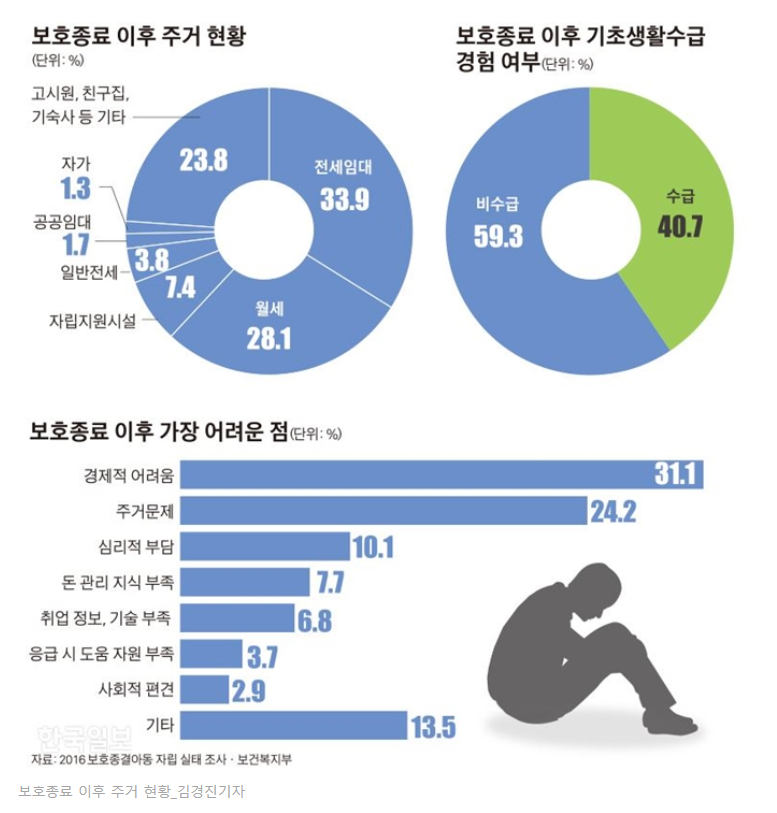 보호종료 이후 주거 현황
(단위: %)
고시원, 친구집,
기숙사 등 기타
23.8
자가
1.3
공공임대
1.7
일반전세
3.8
자립지원시설
7.4
월세
28.1
전세임대
33.9
보호종료 이후 기초생활수급
경험 여부(단위: %)
비수급
59.3
수급
40.7
보호종료 이후 가장 어려운 점(단위: %)
경제적 어려움 31.1
주거문제 24.2
심리적 부담 10.1
돈 관리 지식 부족 7.7
취업 정보, 기술 부족 6.8
응급 시 도움 자원 부족 3.7
사회적 편견 2.9
기타 13.5
한국일보
자료: 2016 보호종결아동 자립 실태 조사·보건복지부
보호종료 이후 주거 현황_김경진기자